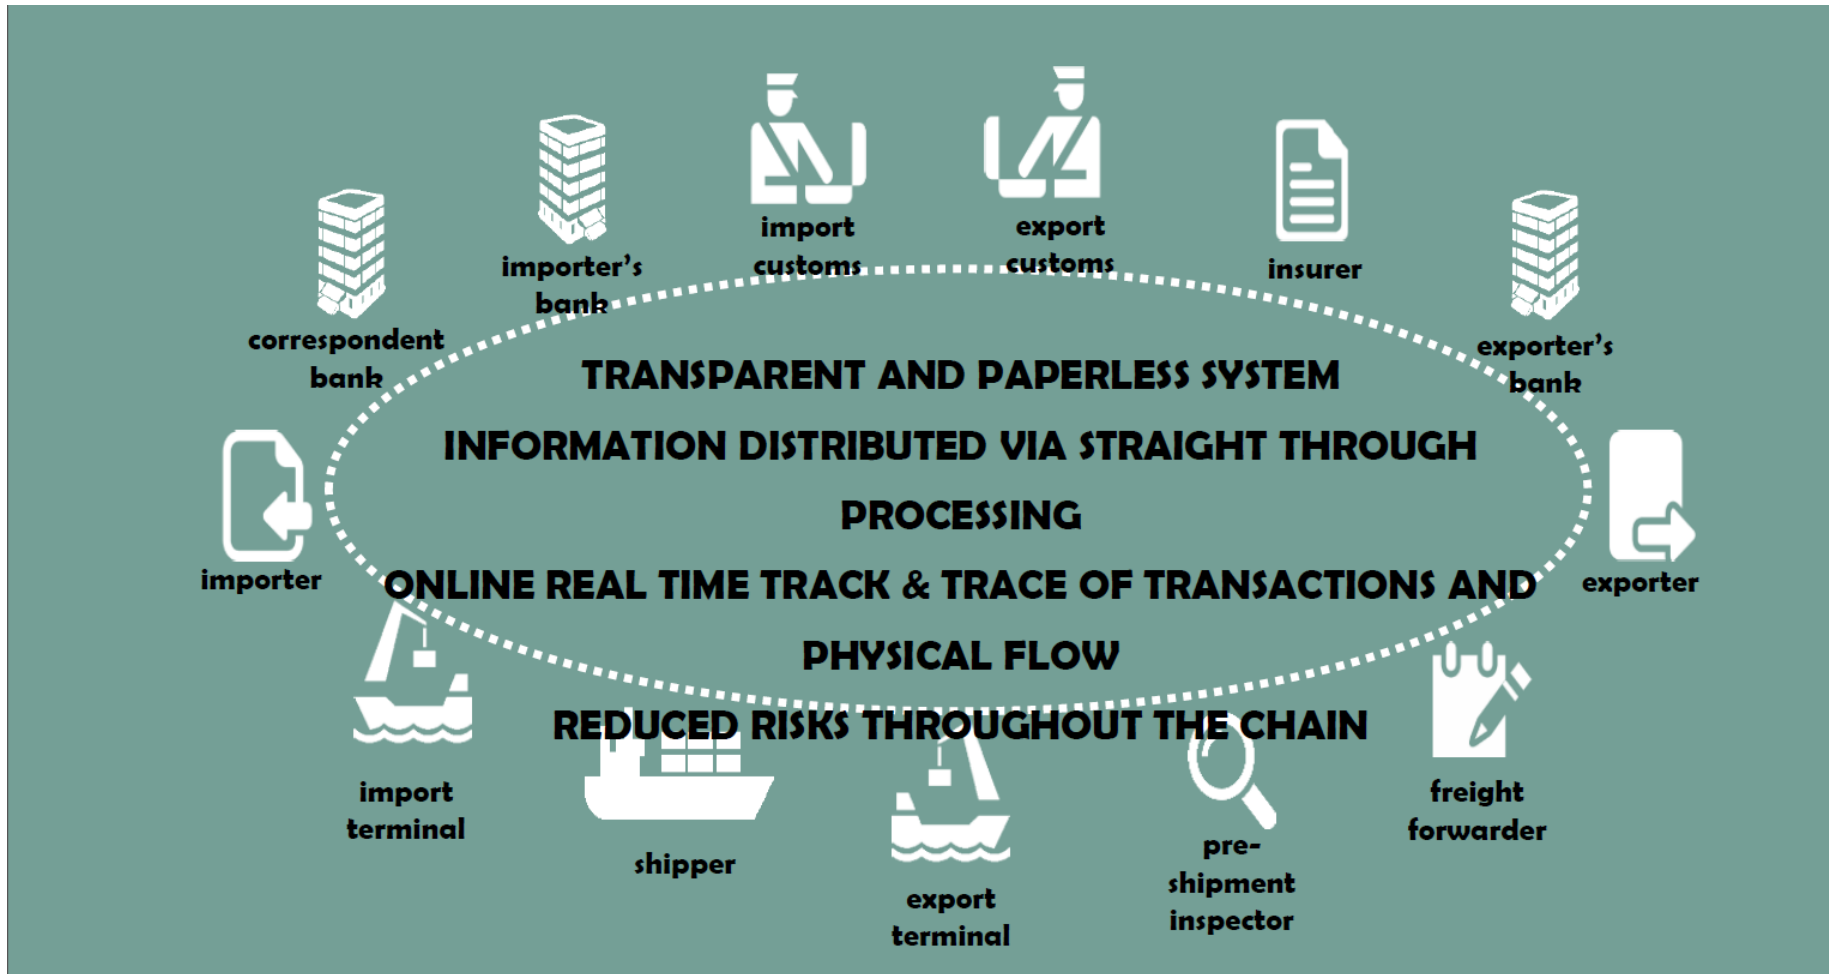 import
customs
export
customs
importer's
bank
insurer
correspondent
bank
exporter's
bank
TRANSPARENT AND PAPERLESS SYSTEM
INFORMATION DISTRIBUTED VIA STRAIGHT THROUGH
PROCESSING
ONLINE REAL TIME TRACK & TRACE OF TRANSACTIONS AND
PHYSICAL FLOW
REDUCED RISKS THROUGHOUT THE CHAIN
importer
exporter
import
terminal
shipper
export
terminal
pre-
shipment
inspector
freight
forwarder